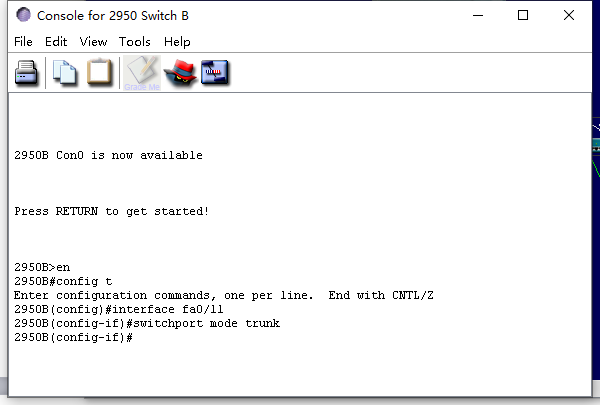 Console for 2950 Switch B
File Edit View Tools Help
Grade Me
2950B Con0 is now available
Press RETURN to get started!
2950B>en
2950B#config t
Enter configuration commands, one per line.  End with CNTL/Z
2950B(config)#interface fa0/11
2950B(config-if)#switchport mode trunk
2950B(config-if)#